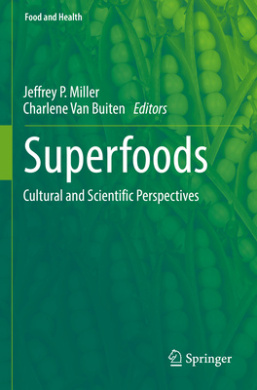 Food and Health
Jeffrey P. Miller
Charlene Van Buiten Editors
Superfoods
Cultural and Scientific Perspectives
Springer